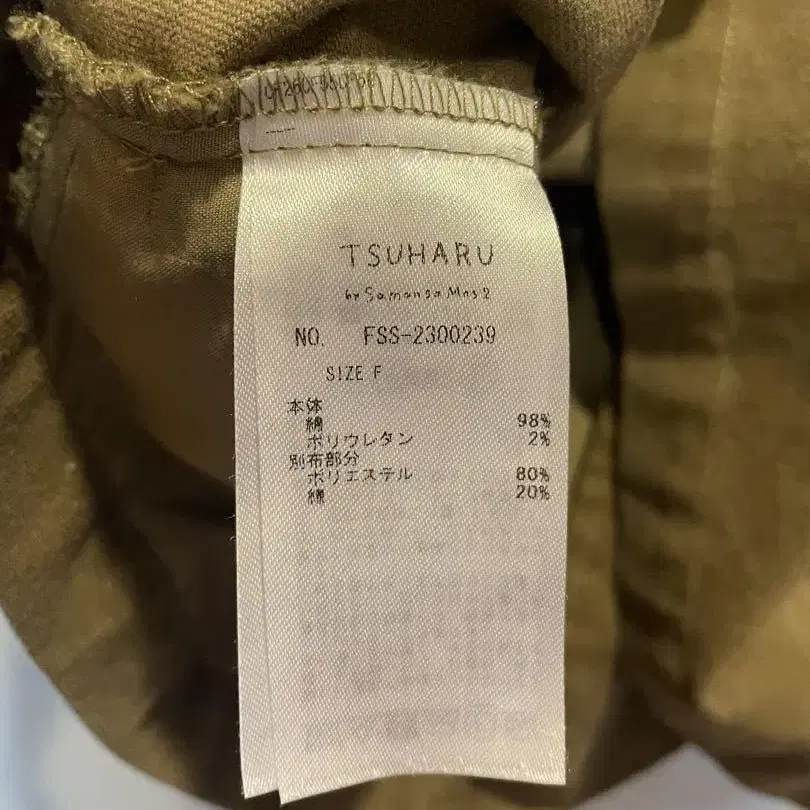 TSUHARU
by Samansa Mos2
NO. FSS-2300239
SIZE F
本体
綿 98%
ポリウレタン 2%
別布部分
ポリエステル 80%
綿 20%